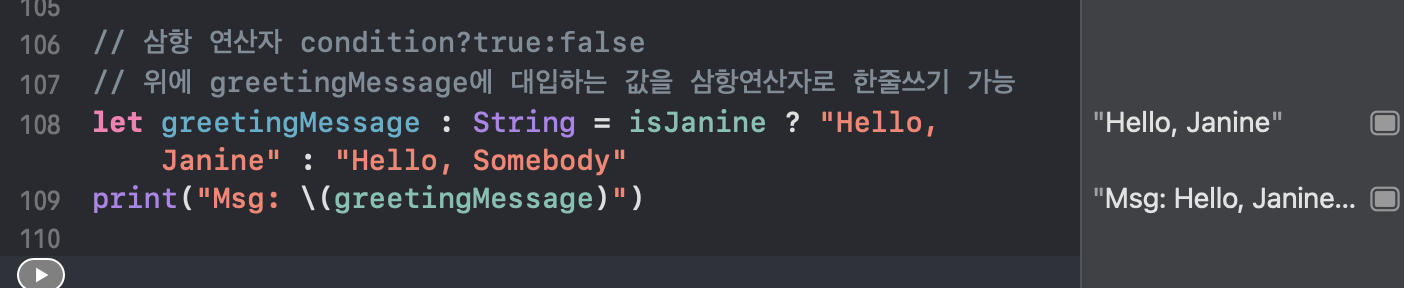 105
106 // 삼항 연산자 condition?true:false
107 // 위에 greetingMessage에 대입하는 값을 삼항연산자로 한줄쓰기 가능
108 let greetingMessage : String = isJanine ? "Hello, "Hello, Janine"
Janine" : "Hello, Somebody"
109 print("Msg: \(greetingMessage)") "Msg: Hello, Janine...
110